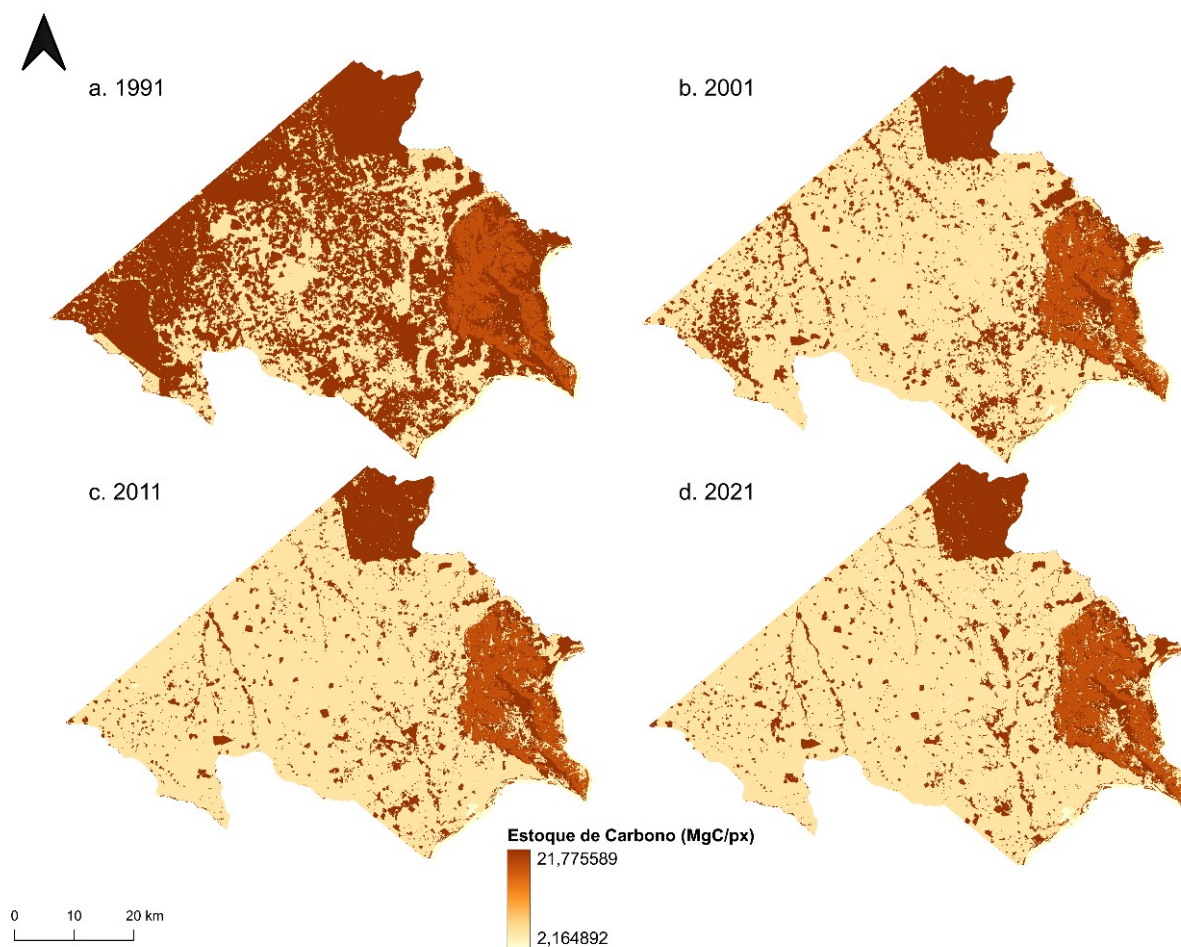 a. 1991
b. 2001
c. 2011
d. 2021
Estoque de Carbono (MgC/px)
21,775589
2,164892
0 10 20 km